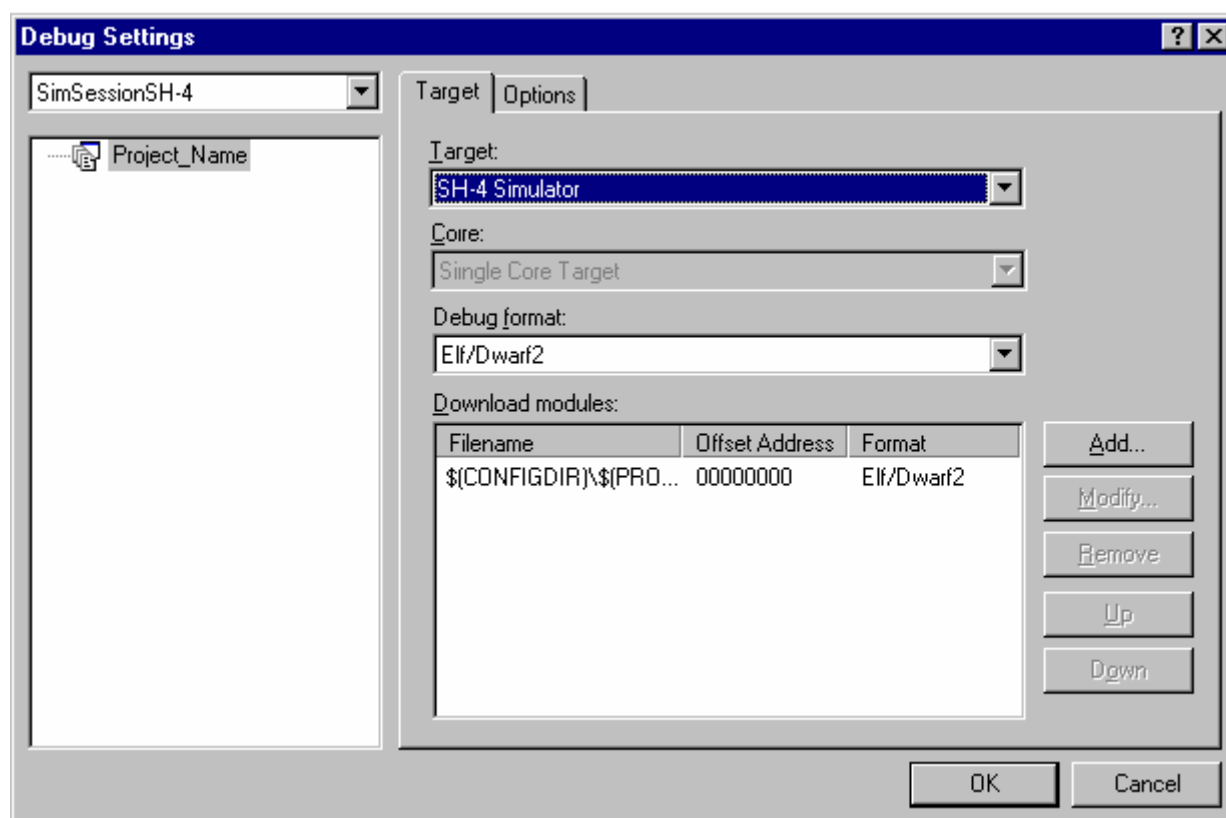 Debug Settings
SimSessionSH-4
Project_Name
Target Options
Target:
SH-4 Simulator
Core:
Siingle Core Target
Debug format:
Elf/Dwarf2
Download modules:
Filename Offset Address Format
$(CONFIGDIR)\$(PRO... 00000000 Elf/Dwarf2
Add...
Modify...
Remove
Up
Down
OK Cancel